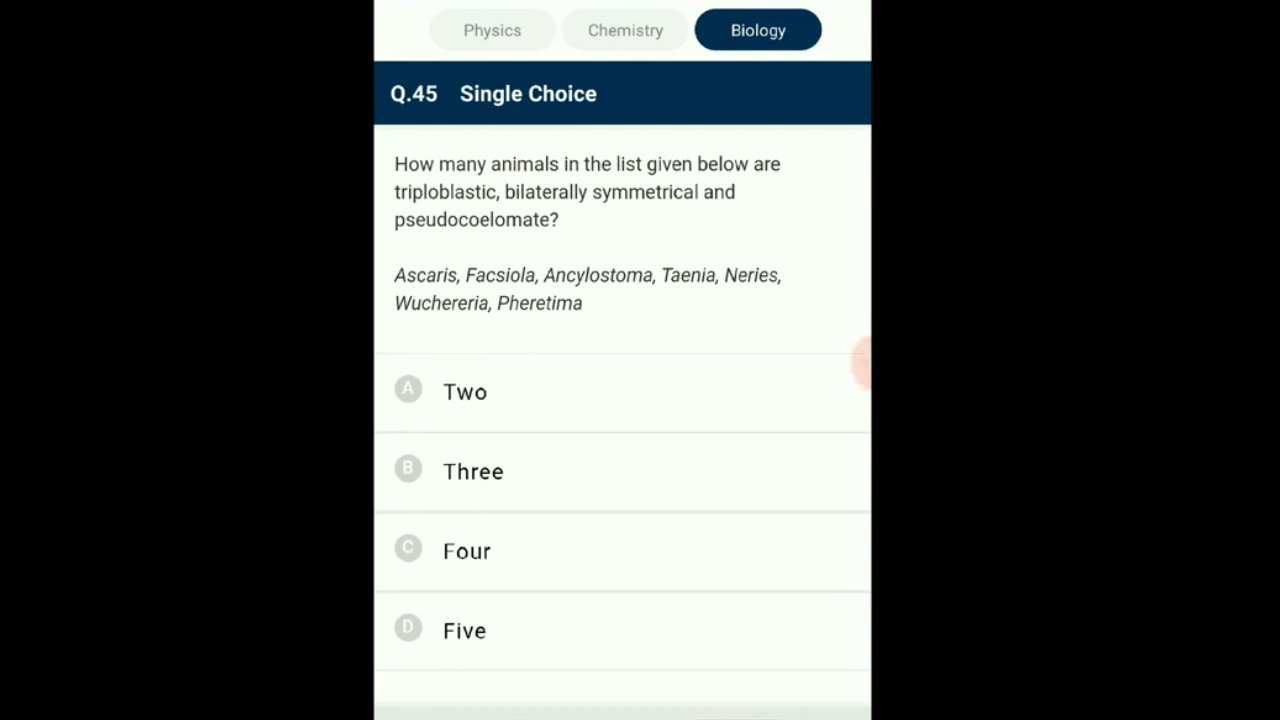 Physics Chemistry Biology
Q.45 Single Choice
How many animals in the list given below are
triploblastic, bilaterally symmetrical and
pseudocoelomate?
Ascaris, Facsiola, Ancylostoma, Taenia, Neries,
Wuchereria, Pheretima
A Two
B Three
C Four
D Five